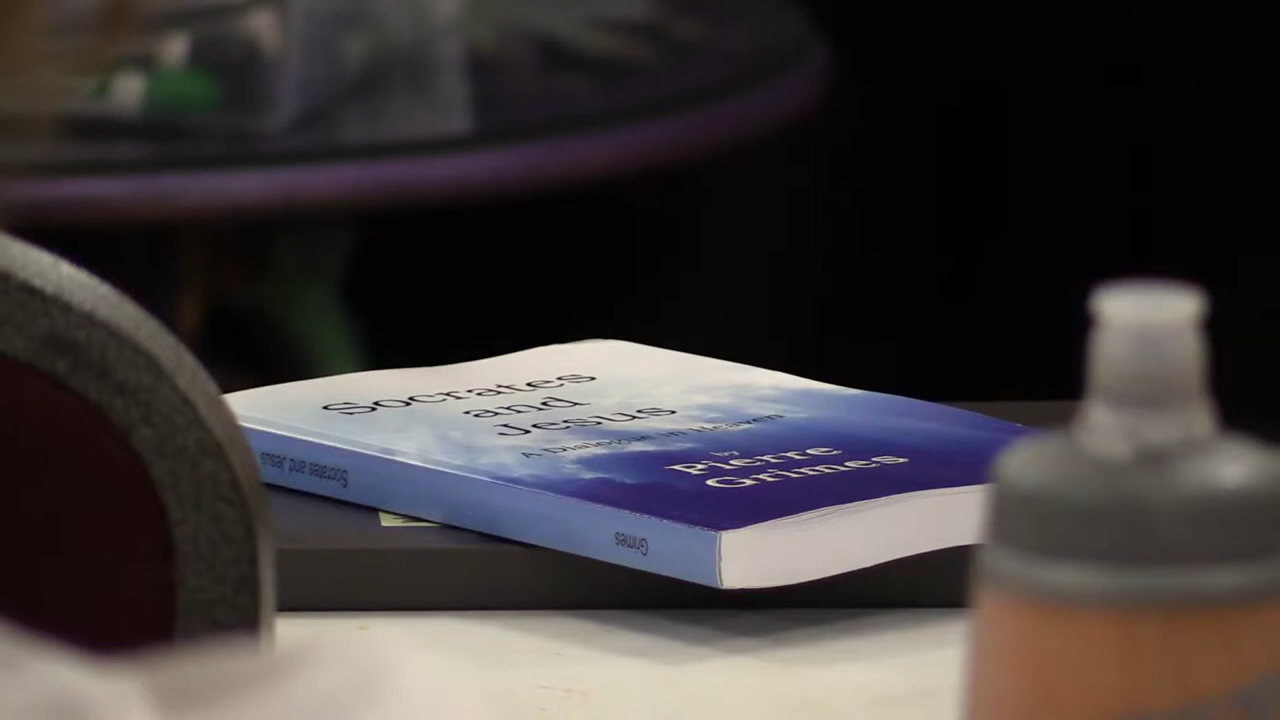 Socrates
and
Jesus
A Dialogue in Heaven
by
Pierre
Grimes
Socrates and Jesus
Grimes